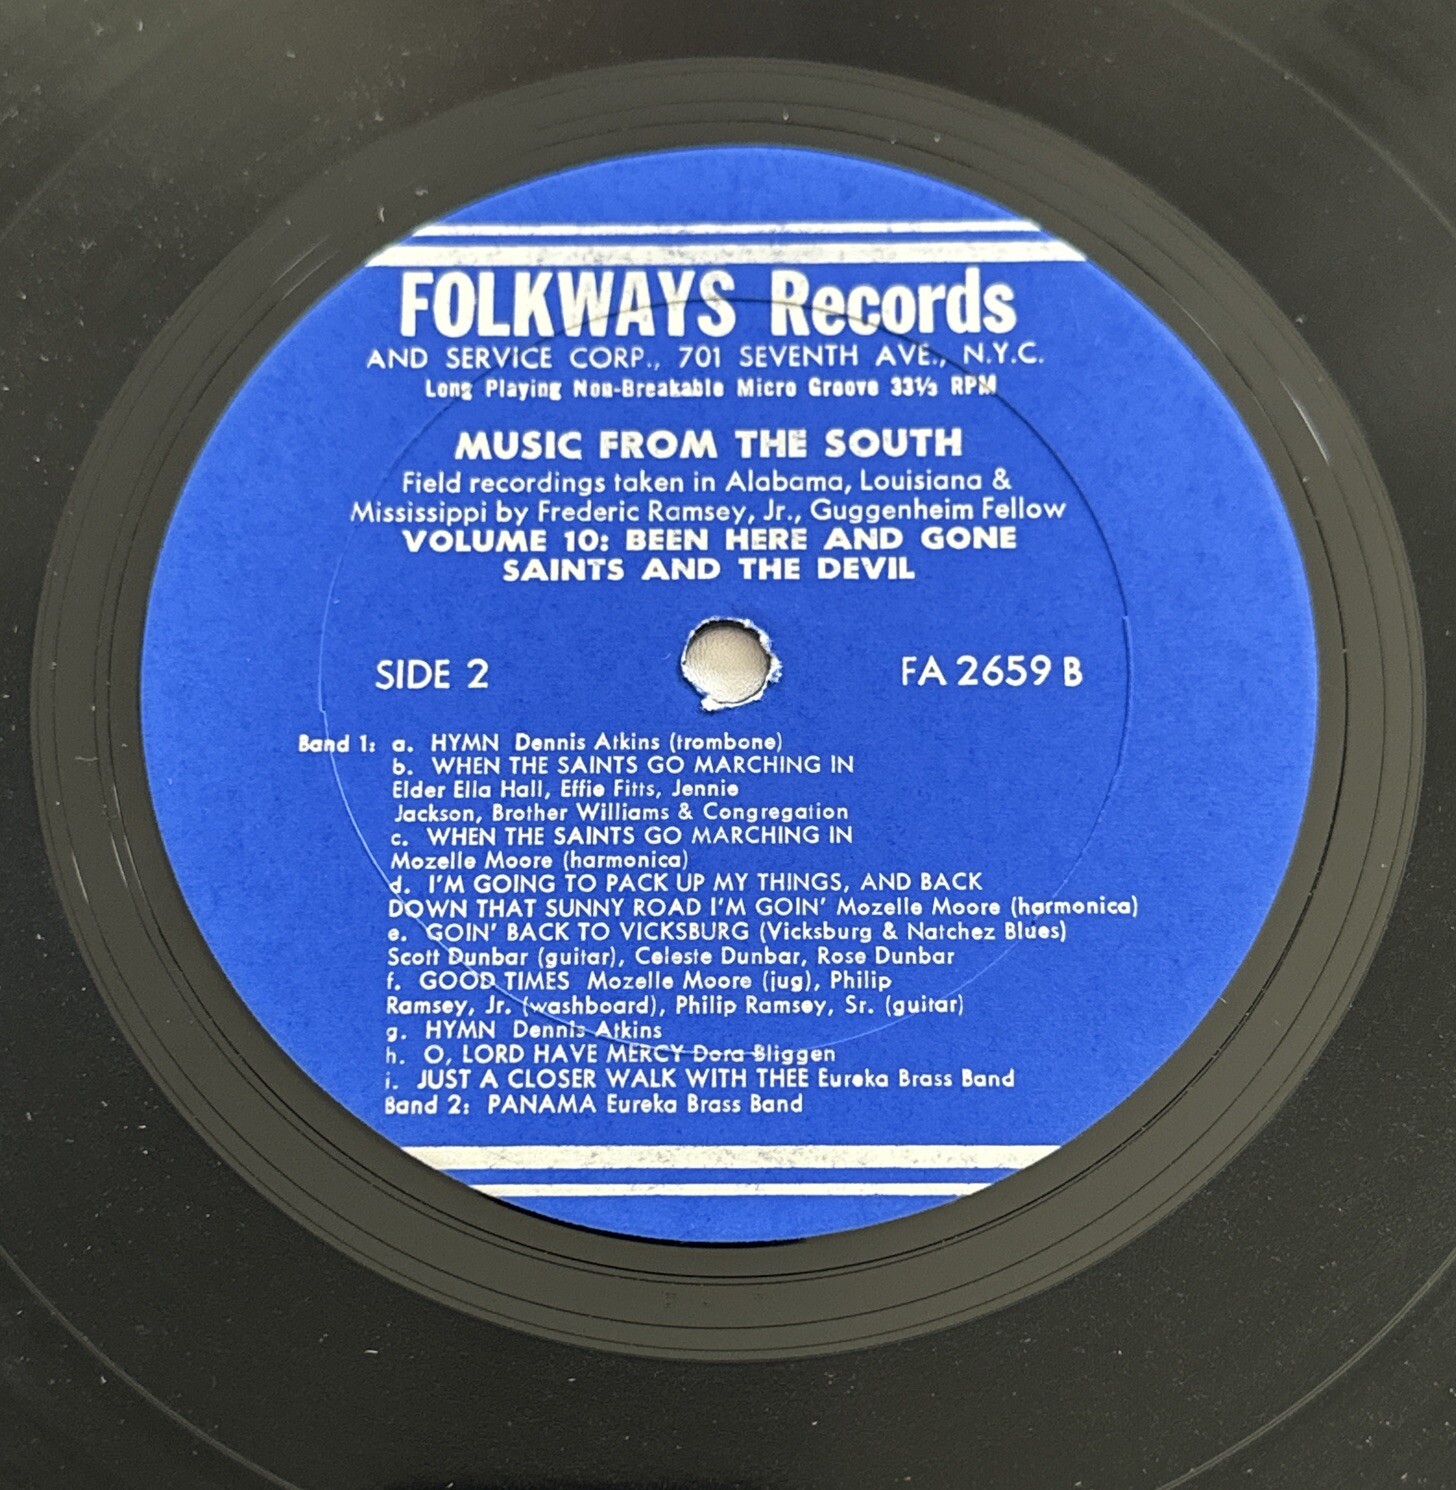 FOLKWAYS Records
AND SERVICE CORP., 701 SEVENTH AVE., N.Y.C.
Long Playing Non-Breakable Micro Groove 33⅓ RPM
MUSIC FROM THE SOUTH
Field recordings taken in Alabama, Louisiana &
Mississippi by Frederic Ramsey, Jr., Guggenheim Fellow
VOLUME 10: BEEN HERE AND GONE
SAINTS AND THE DEVIL
SIDE 2 FA 2659 B
Band 1: a. HYMN Dennis Atkins (trombone)
b. WHEN THE SAINTS GO MARCHING IN
Elder Ella Hall, Effie Fitts, Jennie
Jackson, Brother Williams & Congregation
c. WHEN THE SAINTS GO MARCHING IN
Mozelle Moore (harmonica)
d. I'M GOING TO PACK UP MY THINGS, AND BACK
DOWN THAT SUNNY ROAD I'M GOIN' Mozelle Moore (harmonica)
e. GOIN' BACK TO VICKSBURG (Vicksburg & Natchez Blues)
Scott Dunbar (guitar), Celeste Dunbar, Rose Dunbar
f. GOOD TIMES Mozelle Moore (jug), Philip
Ramsey, Jr. (washboard), Philip Ramsey, Sr. (guitar)
g. HYMN Dennis Atkins
h. O, LORD HAVE MERCY Dora Bliggen
i. JUST A CLOSER WALK WITH THEE Eureka Brass Band
Band 2: PANAMA Eureka Brass Band